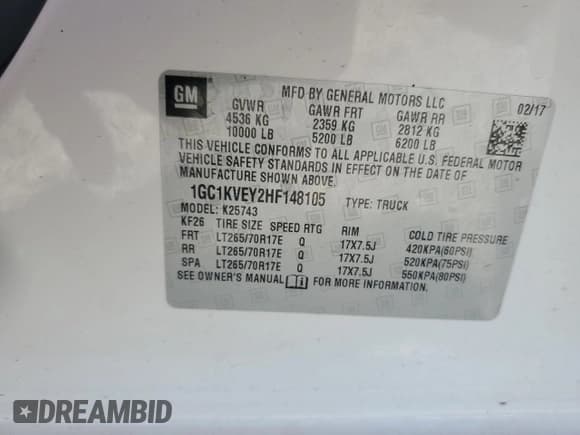 GM
MFD BY GENERAL MOTORS LLC
02/17
GVWR GAWR FRT GAWR RR
4536 KG 2359 KG 2812 KG
10000 LB 5200 LB 6200 LB
THIS VEHICLE CONFORMS TO ALL APPLICABLE U.S. FEDERAL MOTOR
VEHICLE SAFETY STANDARDS IN EFFECT ON THE DATE OF
MANUFACTURE SHOWN ABOVE.
1GC1KVEY2HF148105 TYPE: TRUCK
MODEL: K25743
KF26 TIRE SIZE SPEED RTG RIM COLD TIRE PRESSURE
FRT LT265/70R17E Q 17X7.5J 420KPA(60PSI)
RR LT265/70R17E Q 17X7.5J 520KPA(75PSI)
SPA LT265/70R17E Q 17X7.5J 550KPA(80PSI)
SEE OWNER'S MANUAL FOR MORE INFORMATION.
DREAMBID